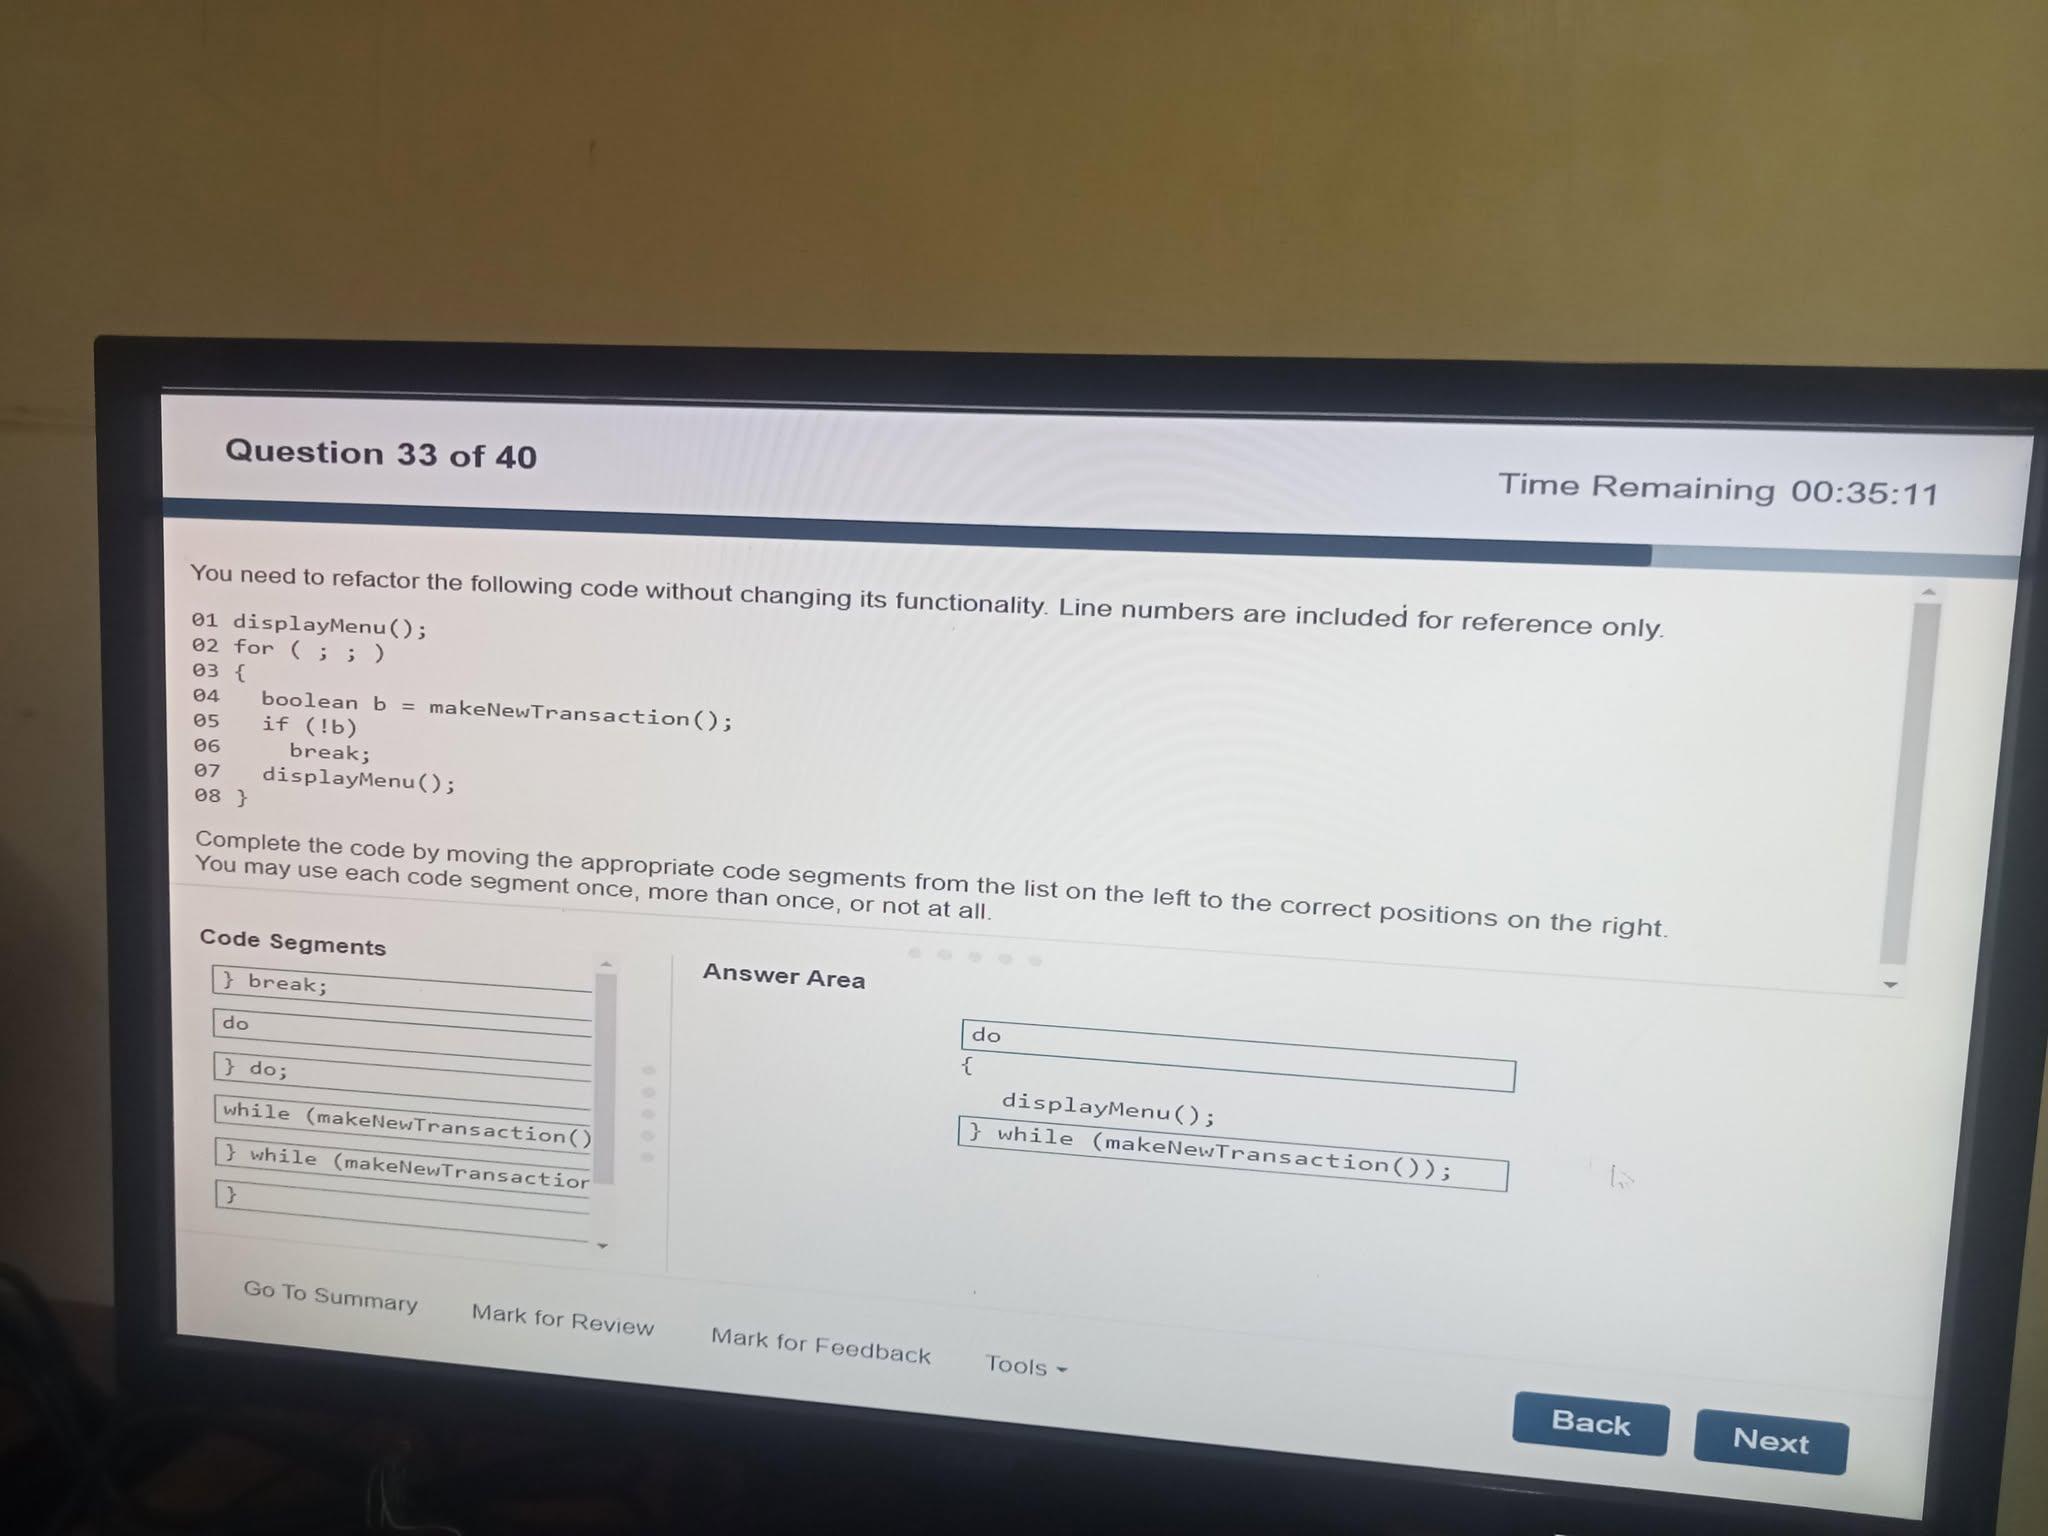 Question 33 of 40
Time Remaining 00:35:11
You need to refactor the following code without changing its functionality. Line numbers are included for reference only.
01 displayMenu();
02 for ( ; ; )
03 {
04   boolean b = makeNewTransaction();
05   if (!b)
06     break;
07   displayMenu();
08 }
Complete the code by moving the appropriate code segments from the list on the left to the correct positions on the right.
You may use each code segment once, more than once, or not at all.
Code Segments
} break;
do
} do;
while (makeNewTransaction()
} while (makeNewTransaction
}
Answer Area
do
{
displayMenu();
} while (makeNewTransaction());
Go To Summary
Mark for Review
Mark for Feedback
Tools
Back
Next